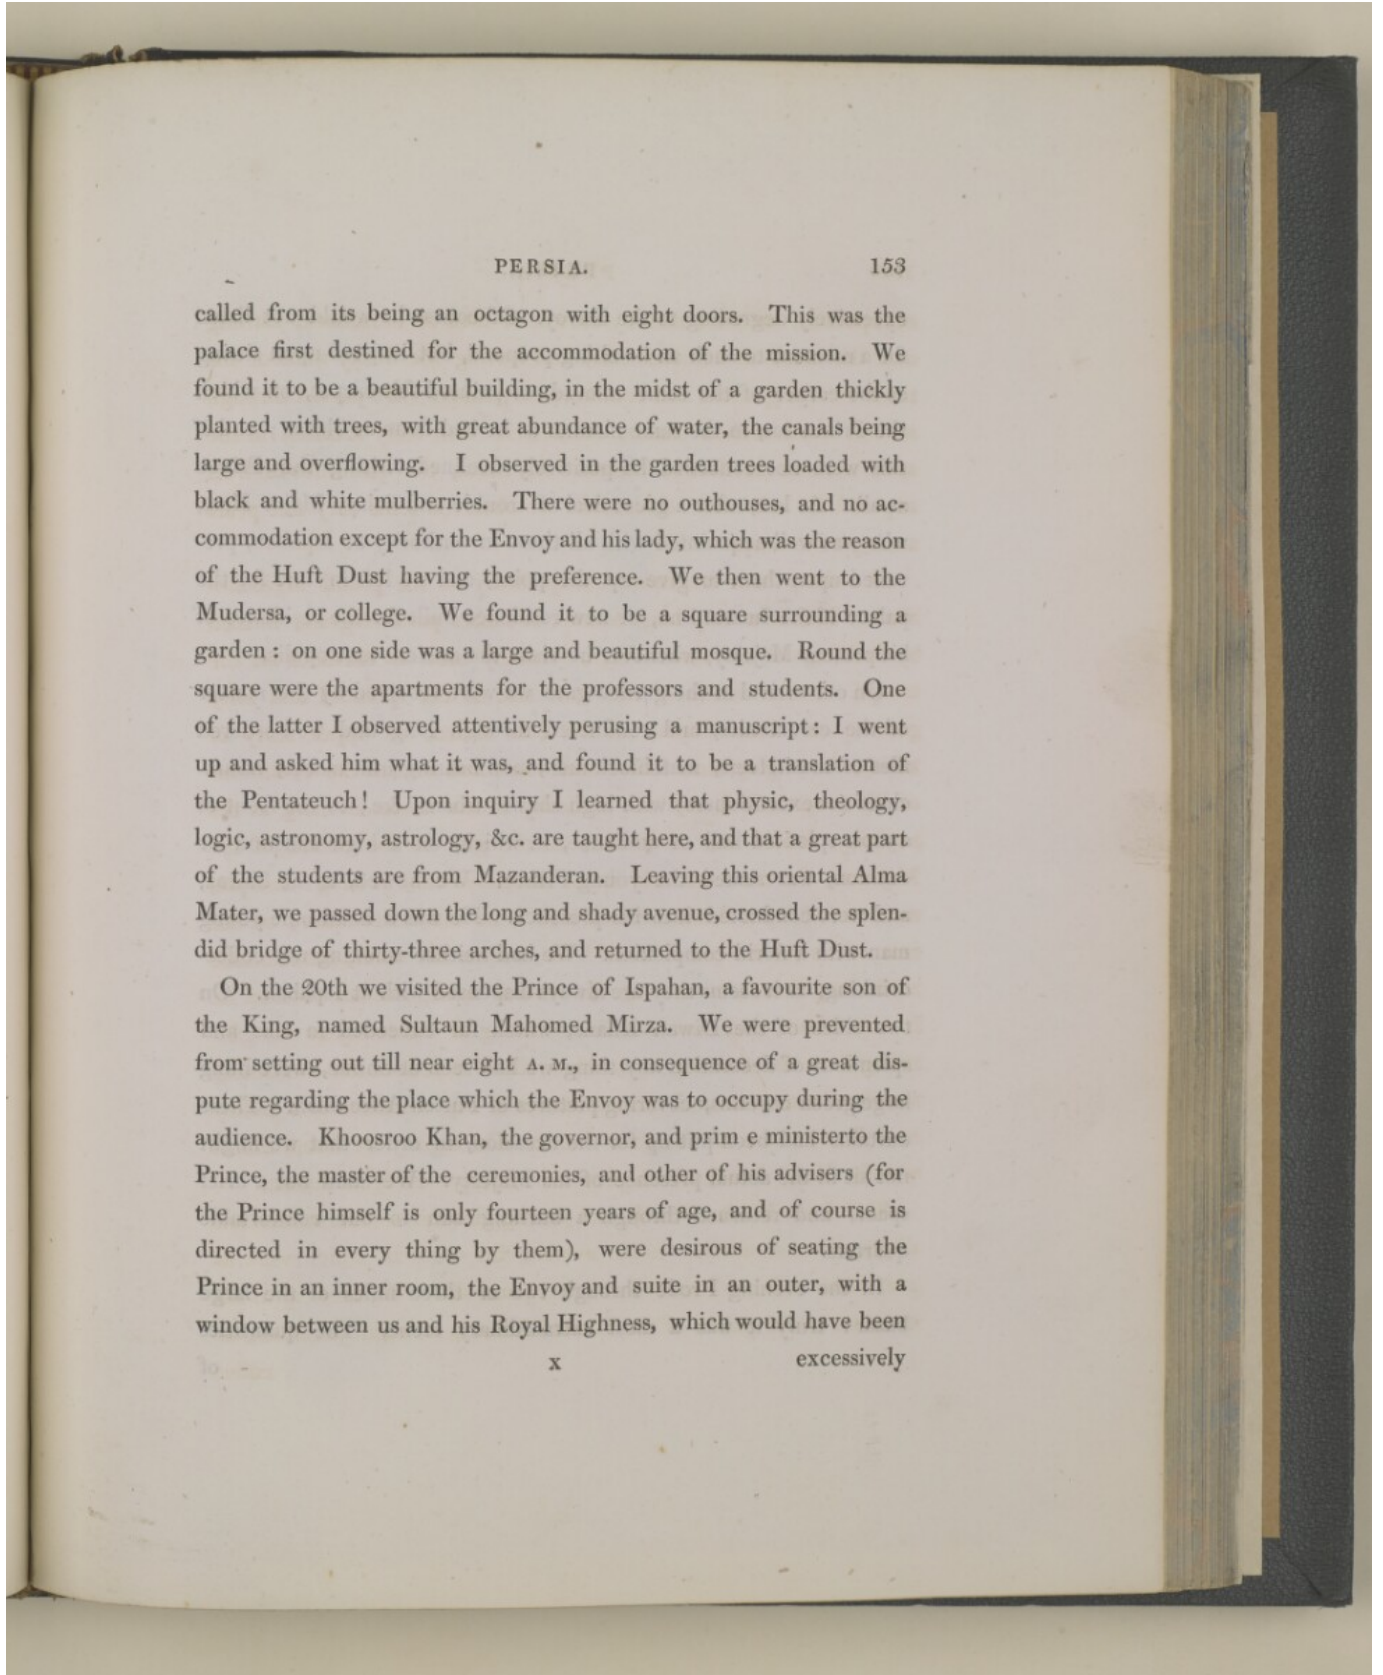 PERSIA. 153
called from its being an octagon with eight doors. This was the
palace first destined for the accommodation of the mission. We
found it to be a beautiful building, in the midst of a garden thickly
planted with trees, with great abundance of water, the canals being
large and overflowing. I observed in the garden trees loaded with
black and white mulberries. There were no outhouses, and no ac-
commodation except for the Envoy and his lady, which was the reason
of the Huft Dust having the preference. We then went to the
Mudersa, or college. We found it to be a square surrounding a
garden : on one side was a large and beautiful mosque. Round the
square were the apartments for the professors and students. One
of the latter I observed attentively perusing a manuscript : I went
up and asked him what it was, and found it to be a translation of
the Pentateuch ! Upon inquiry I learned that physic, theology,
logic, astronomy, astrology, &c. are taught here, and that a great part
of the students are from Mazanderan. Leaving this oriental Alma
Mater, we passed down the long and shady avenue, crossed the splen-
did bridge of thirty-three arches, and returned to the Huft Dust.
On the 20th we visited the Prince of Ispahan, a favourite son of
the King, named Sultaun Mahomed Mirza. We were prevented
from setting out till near eight A. M., in consequence of a great dis-
pute regarding the place which the Envoy was to occupy during the
audience. Khoosroo Khan, the governor, and prim e ministerto the
Prince, the master of the ceremonies, and other of his advisers (for
the Prince himself is only fourteen years of age, and of course is
directed in every thing by them), were desirous of seating the
Prince in an inner room, the Envoy and suite in an outer, with a
window between us and his Royal Highness, which would have been
x excessively